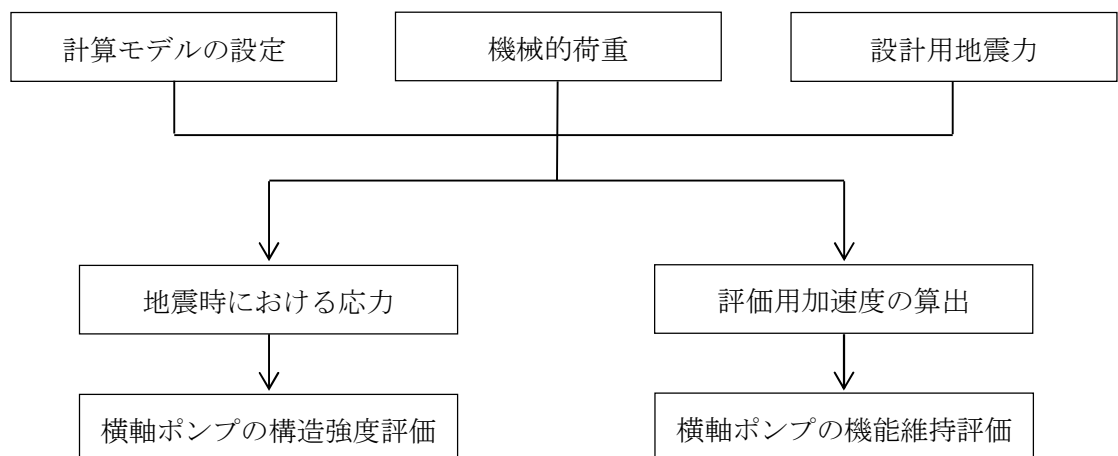 計算モデルの設定
機械的荷重
設計用地震力
地震時における応力
評価用加速度の算出
横軸ポンプの構造強度評価
横軸ポンプの機能維持評価